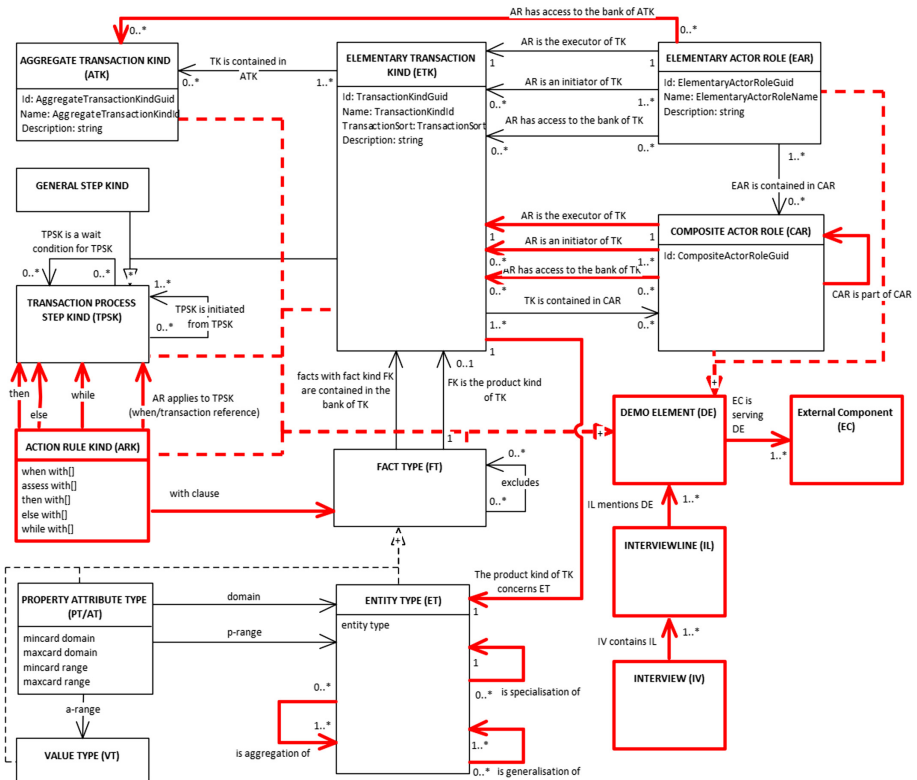 AR has access to the bank of ATK
0..*
0..*
AGGREGATE TRANSACTION KIND
(ATK)
Id: AggregateTransactionKindGuid
Name: AggregateTransactionKindId
Description: string
TK is contained in
ATK
0..*
1..*
ELEMENTARY TRANSACTION
KIND (ETK)
Id: TransactionKindGuid
Name: TransactionKindId
TransactionSort: TransactionSort
Description: string
AR is the executor of TK
1
1
AR is an initiator of TK
0..*
1..*
AR has access to the bank of TK
0..*
0..*
ELEMENTARY ACTOR ROLE (EAR)
Id: ElementaryActorRoleGuid
Name: ElementaryActorRoleName
Description: string
1..*
EAR is contained in CAR
0..*
GENERAL STEP KIND
TPSK is a wait
condition for TPSK
0..*
0..*
*
1..*
TPSK is initiated
from TPSK
0..*
TRANSACTION PROCESS
STEP KIND (TPSK)
AR is the executor of TK
1
1
AR is an initiator of TK
0..*
1..*
AR has access to the bank of TK
0..*
0..*
TK is contained in CAR
1..*
0..*
COMPOSITE ACTOR ROLE (CAR)
Id: CompositeActorRoleGuid
CAR is part of CAR
1
0..1
then
else
while
AR applies to TPSK
(when/transaction reference)
facts with fact kind FK
are contained in the
bank of TK
FK is the product kind
of TK
1
+
+
DEMO ELEMENT (DE)
EC is
serving
DE
1..*
External Component
(EC)
ACTION RULE KIND (ARK)
when with[]
assess with[]
then with[]
else with[]
while with[]
with clause
FACT TYPE (FT)
0..*
excludes
0..*
+
IL mentions DE
1..*
INTERVIEWLINE (IL)
The product kind of TK
concerns ET
1
PROPERTY ATTRIBUTE TYPE
(PT/AT)
mincard domain
maxcard domain
mincard range
maxcard range
domain
p-range
ENTITY TYPE (ET)
entity type
1
0..*
is specialisation of
IV contains IL
1..*
INTERVIEW (IV)
0..*
1..*
is aggregation of
1..*
0..*
is generalisation of
a-range
VALUE TYPE (VT)